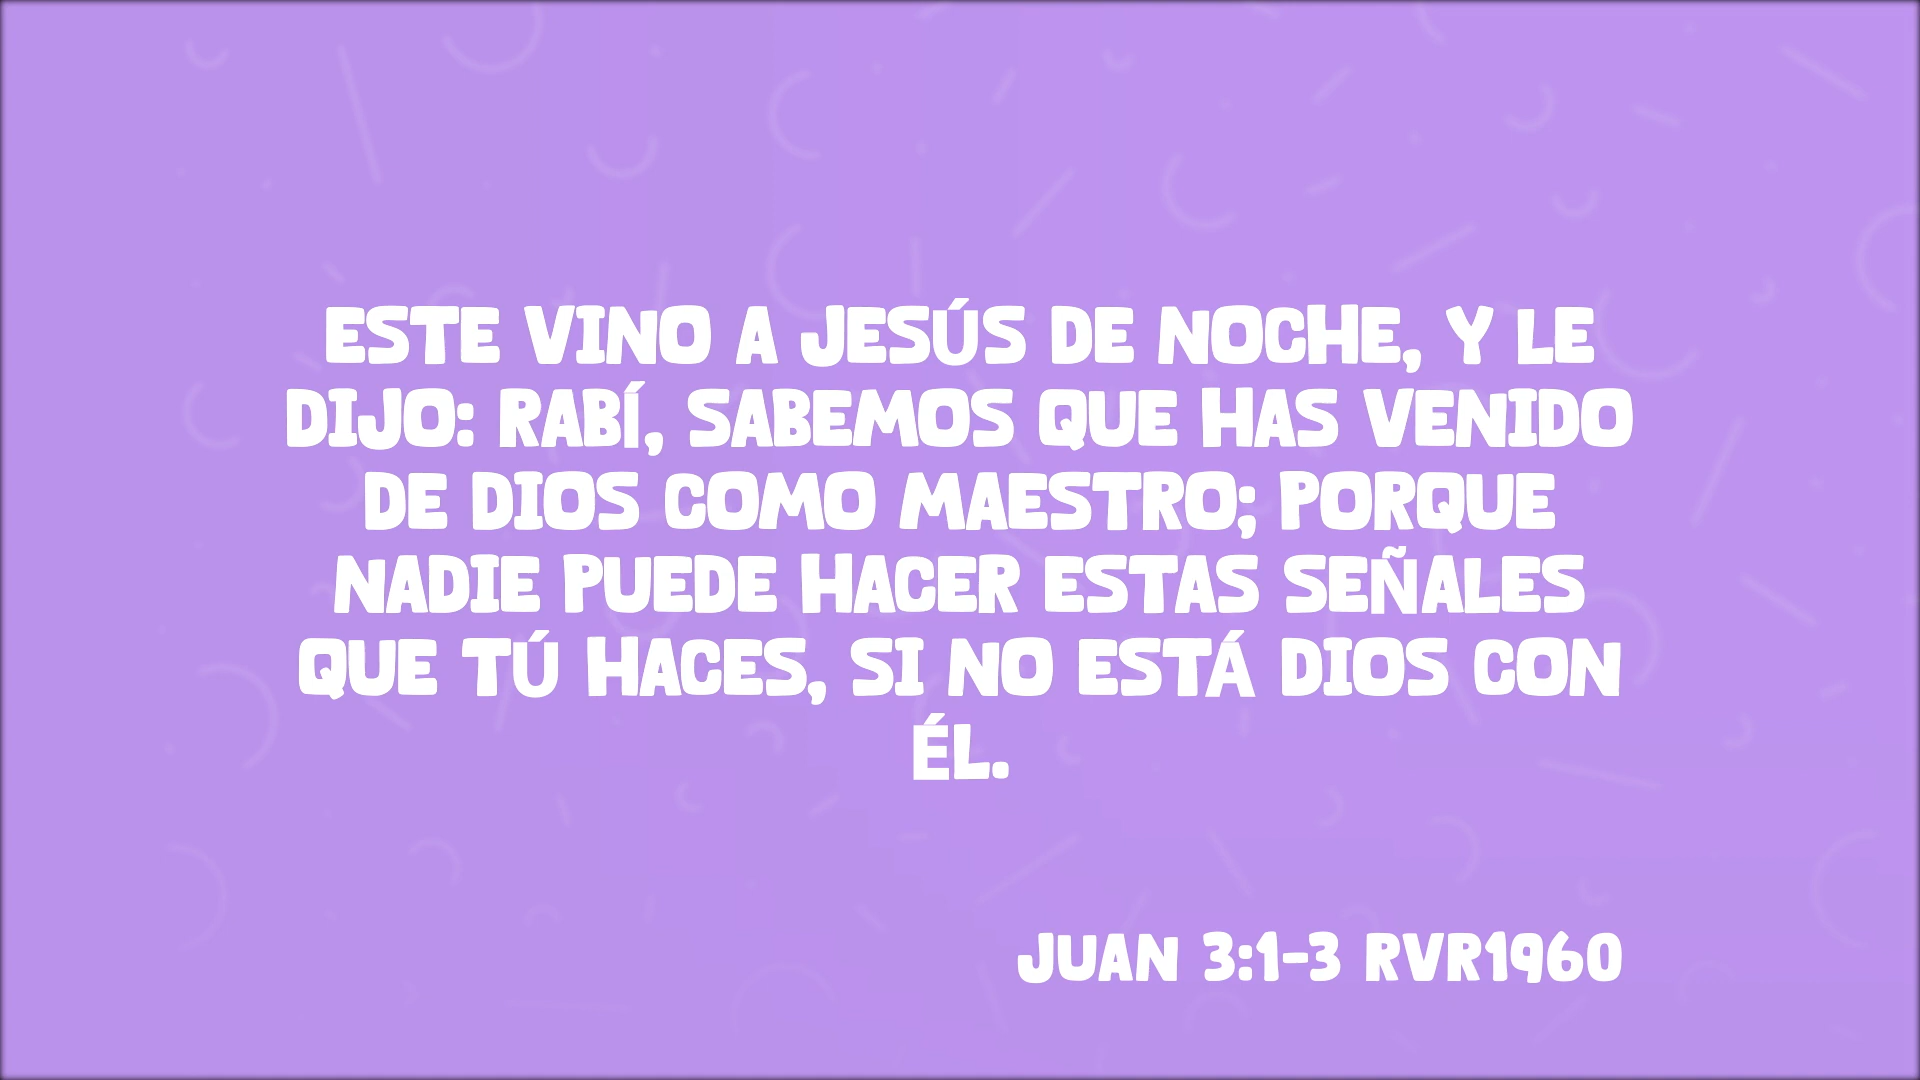 ESTE VINO A JESÚS DE NOCHE, Y LE
DIJO: RABÍ, SABEMOS QUE HAS VENIDO
DE DIOS COMO MAESTRO; PORQUE
NADIE PUEDE HACER ESTAS SEÑALES
QUE TÚ HACES, SI NO ESTÁ DIOS CON
ÉL.
JUAN 3:1-3 RVR1960